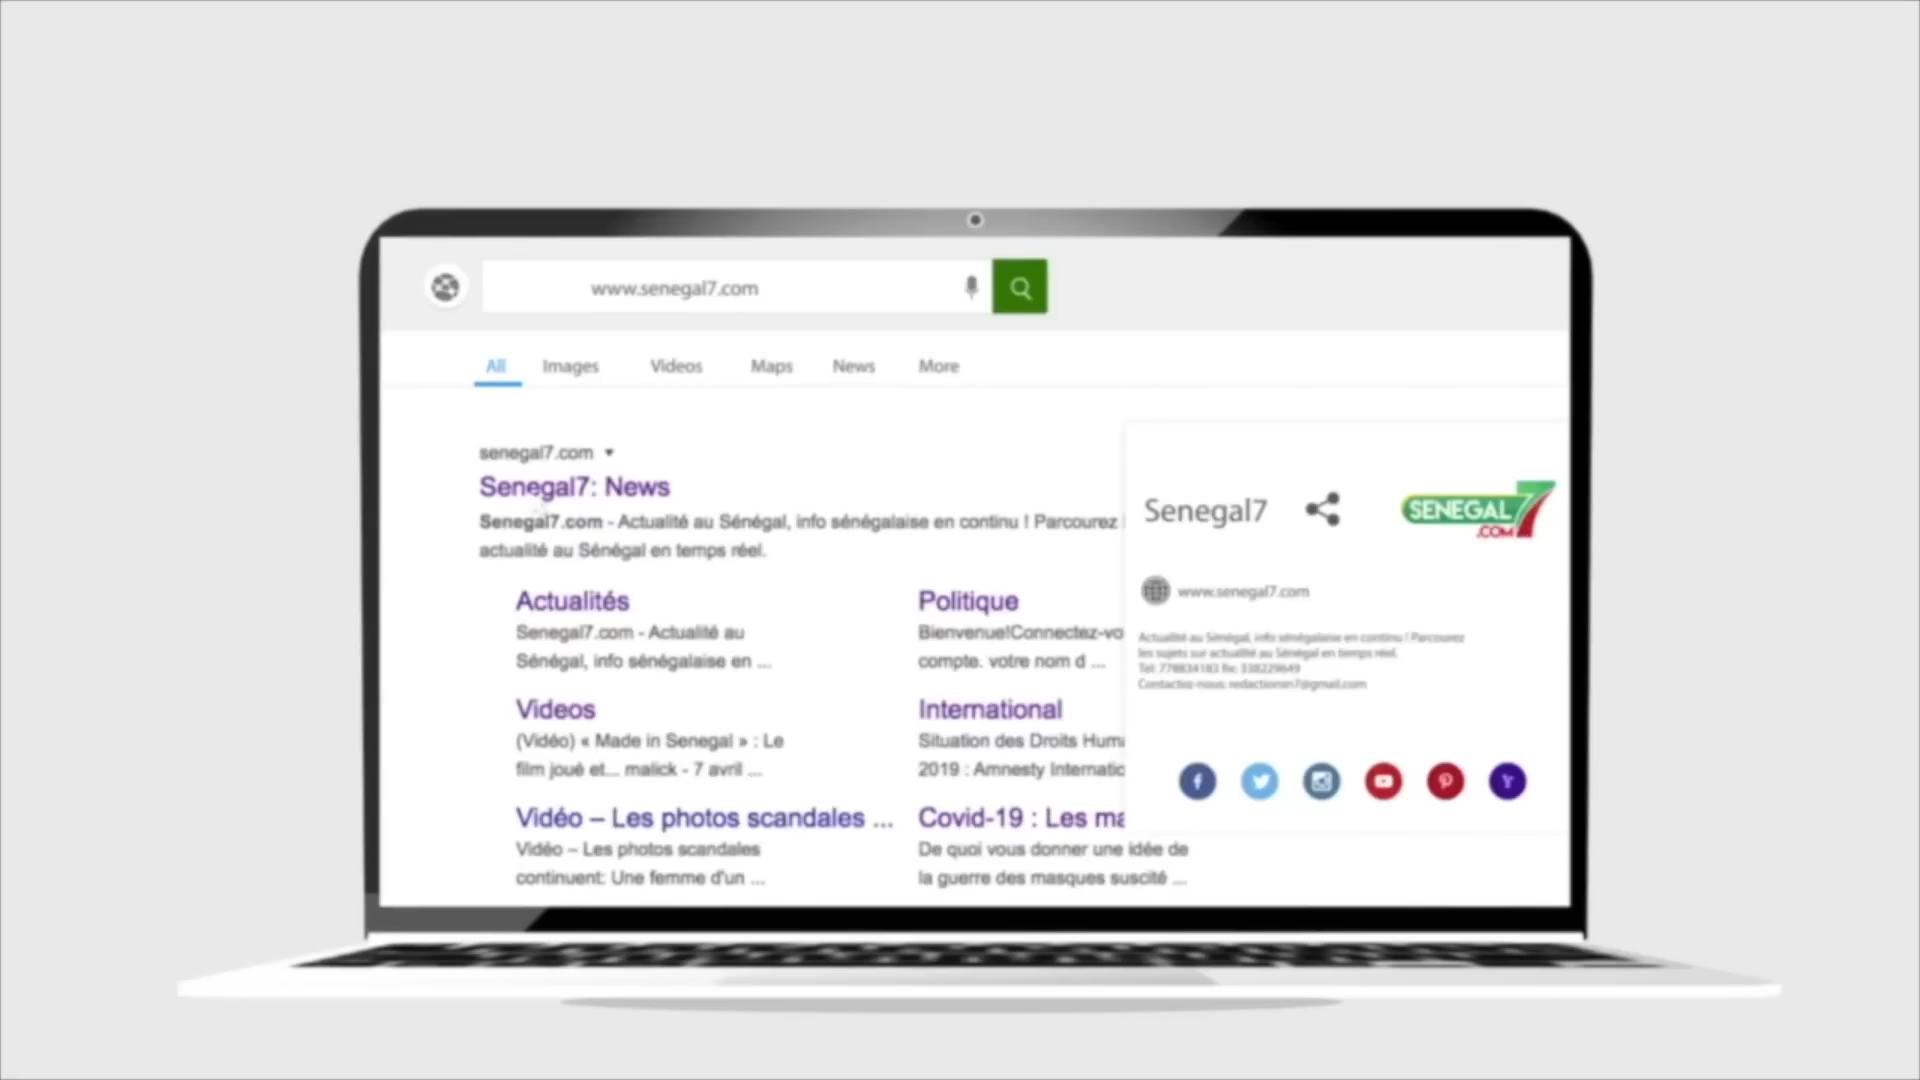 www.senegal7.com
All Images Videos Maps News More
senegal7.com
Senegal7: News
Senegal7.com - Actualité au Sénégal, info sénégalaise en continu ! Parcourez
actualité au Sénégal en temps réel.
Actualités
Senegal7.com - Actualité au
Sénégal, info sénégalaise en ...
Politique
Bienvenue!Connectez-vo
compte. votre nom d ...
Videos
(Vidéo) « Made in Senegal » : Le
film joué et... malick - 7 avril ...
International
Situation des Droits Hum
2019 : Amnesty Internatio
Vidéo – Les photos scandales ...
Vidéo – Les photos scandales
continuent: Une femme d'un ...
Covid-19 : Les ma
De quoi vous donner une idée de
la guerre des masques suscité ...
Senegal7
SENEGAL 7
.COM
www.senegal7.com
Actualité au Sénégal, info sénégalaise en continu ! Parcourez
les sujets sur actualité au Sénégal en temps réel.
Tel: 778834183 fix: 338229649
Contactez-nous: redactionsn7@gmail.com